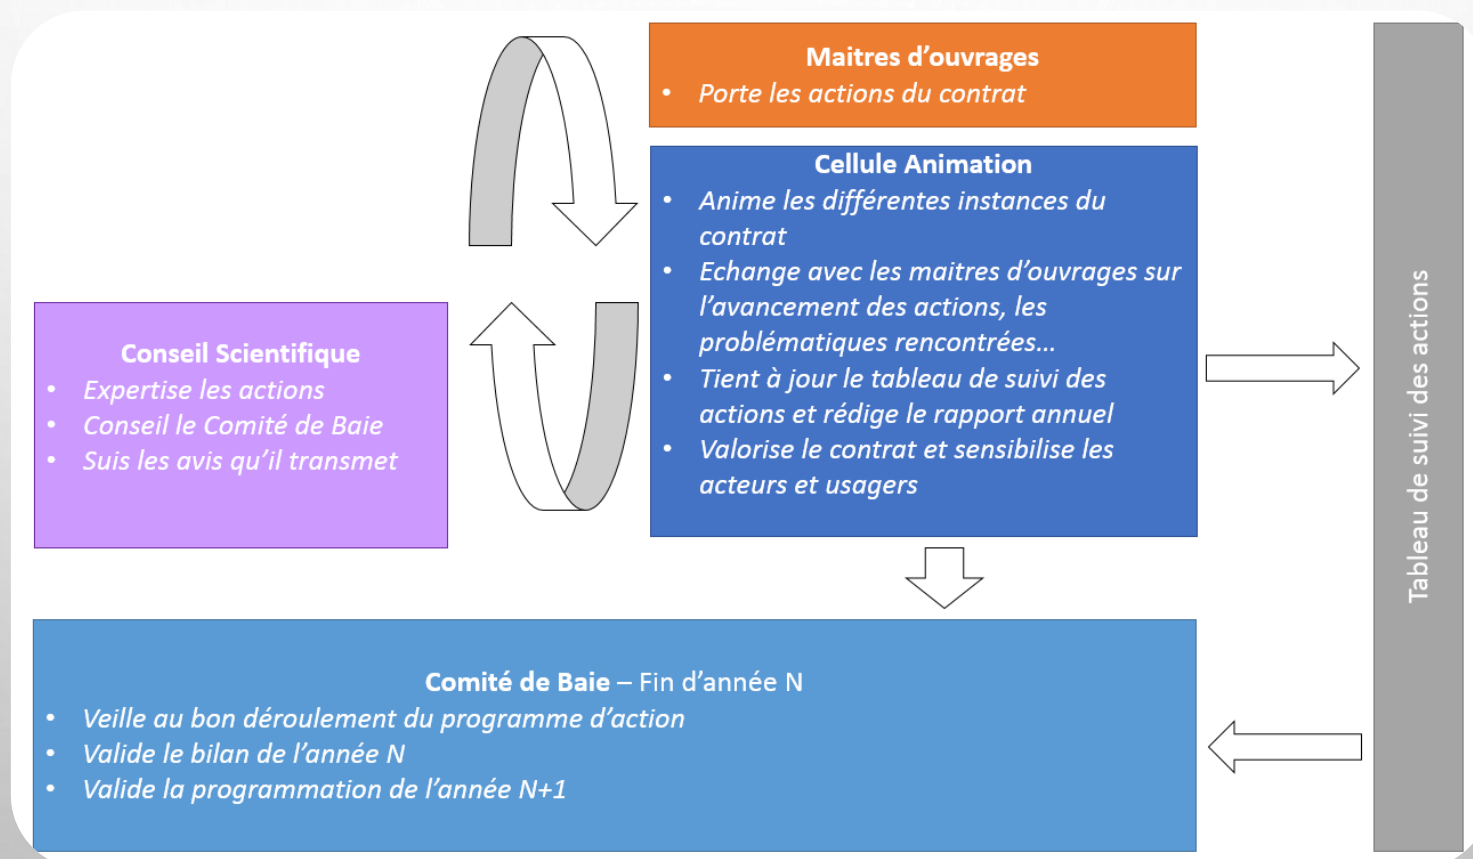 Maitres d’ouvrages
• Porte les actions du contrat
Cellule Animation
• Anime les différentes instances du
contrat
• Echange avec les maitres d’ouvrages sur
l’avancement des actions, les
problématiques rencontrées…
• Tient à jour le tableau de suivi des
actions et rédige le rapport annuel
• Valorise le contrat et sensibilise les
acteurs et usagers
Conseil Scientifique
• Expertise les actions
• Conseil le Comité de Baie
• Suis les avis qu’il transmet
Tableau de suivi des actions
Comité de Baie – Fin d’année N
• Veille au bon déroulement du programme d’action
• Valide le bilan de l’année N
• Valide la programmation de l’année N+1